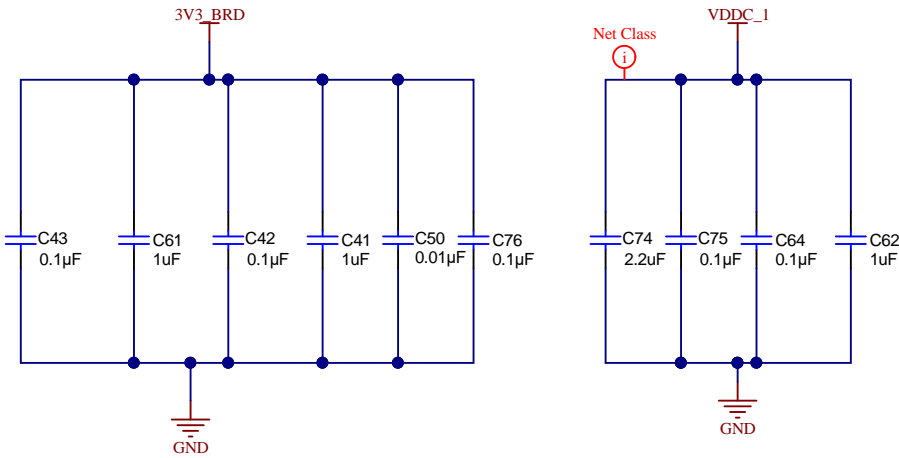 3V3_BRD
VDDC_1
Net Class
i
C43
0.1µF
C61
1uF
C42
0.1µF
C41
1uF
C50
0.01µF
C76
0.1µF
C74
2.2uF
C75
0.1µF
C64
0.1µF
C62
1uF
GND
GND